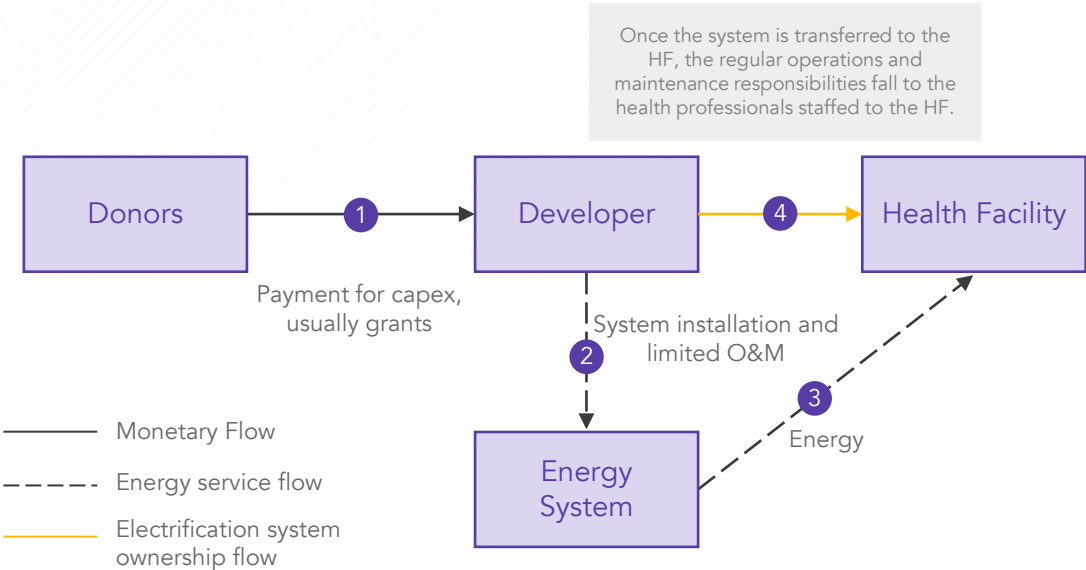 Once the system is transferred to the
HF, the regular operations and
maintenance responsibilities fall to the
health professionals staffed to the HF.
Donors
1
Developer
4
Health Facility
Payment for capex,
usually grants
System installation and
limited O&M
2
3
Energy
Energy
System
Monetary Flow
Energy service flow
Electrification system
ownership flow